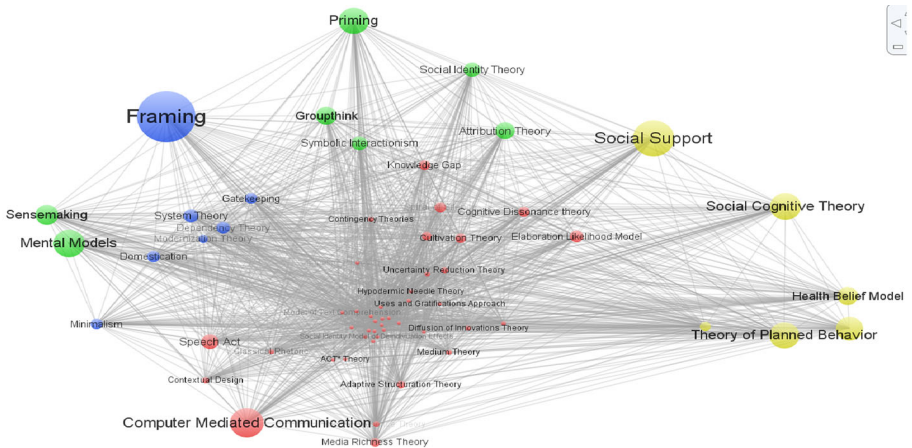 Priming
Social Identity Theory
Framing
Groupthink
Attribution Theory
Social Support
Symbolic Interactionism
Knowledge Gap
Gatekeeping
Social Cognitive Theory
Sensemaking
System Theory
Contingency Theories
Cognitive Dissonance theory
Dependency Theory
Mental Models
Modernization Theory
Cultivation Theory
Elaboration Likelihood Model
Domestication
Uncertainty Reduction Theory
Hypodermic Needle Theory
Health Belief Model
Uses and Gratifications Approach
Minimalism
Diffusion of Innovations Theory
Theory of Planned Behavior
Speech Act
Medium Theory
ACT* Theory
Contextual Design
Adaptive Structuration Theory
Computer Mediated Communication
Media Richness Theory